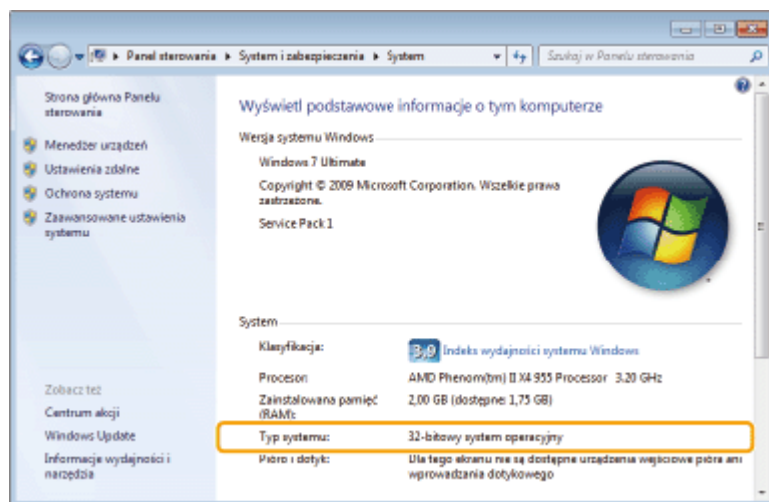 Panel sterowania ▸ System i zabezpieczenia ▸ System
Szukaj w Panelu sterowania
Strona główna Panelu
sterowania
Menedżer urządzeń
Ustawienia zdalne
Ochrona systemu
Zaawansowane ustawienia
systemu
Zobacz też
Centrum akcji
Windows Update
Informacje wydajności i
narzędzia
Wyświetl podstawowe informacje o tym komputerze
Wersja systemu Windows
Windows 7 Ultimate
Copyright © 2009 Microsoft Corporation. Wszelkie prawa
zastrzeżone.
Service Pack 1
System
Klasyfikacja:
3,9 Indeks wydajności systemu Windows
Procesor: AMD Phenom(tm) II X4 955 Processor 3.20 GHz
Zainstalowana pamięć 2,00 GB (dostępne: 1,75 GB)
(RAM):
Typ systemu: 32-bitowy system operacyjny
Pióro i dotyk: Dla tego ekranu nie są dostępne urządzenia wejściowe pióra ani
wprowadzania dotykowego